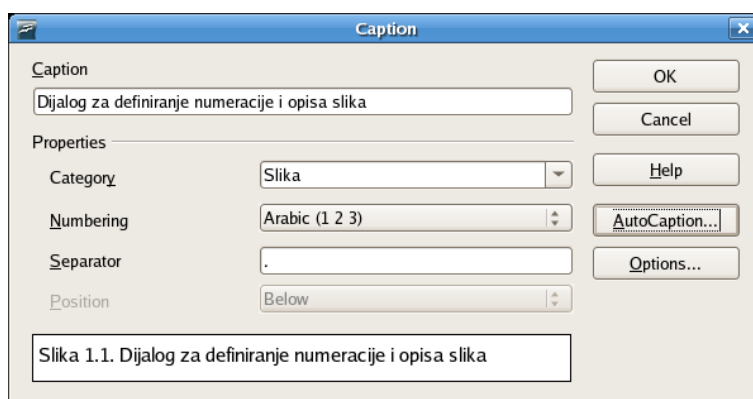 Caption
Caption
Dijalog za definiranje numeracije i opisa slika
Properties
Category
Slika
Numbering
Arabic (1 2 3)
Separator
.
Position
Below
Slika 1.1. Dijalog za definiranje numeracije i opisa slika
OK
Cancel
Help
AutoCaption...
Options...